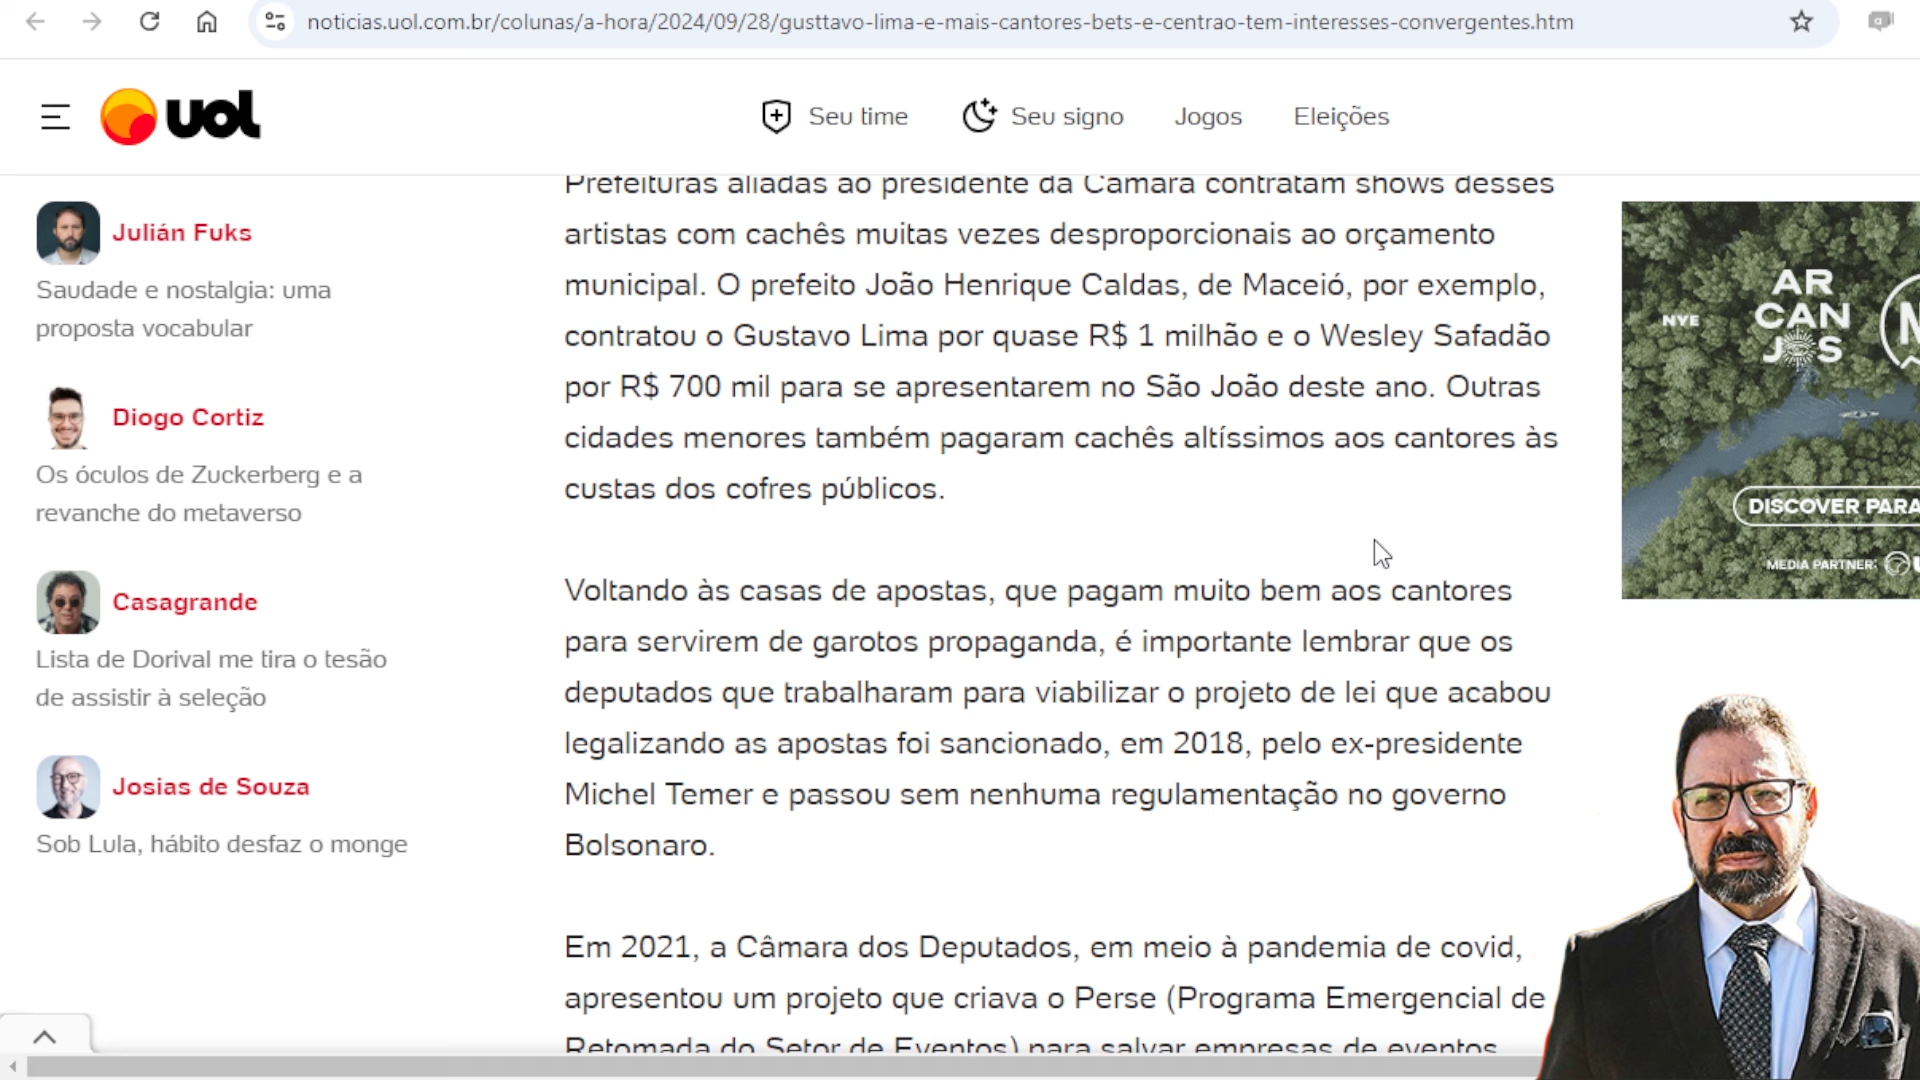 noticias.uol.com.br/colunas/a-hora/2024/09/28/gusttavo-lima-e-mais-cantores-bets-e-centrao-tem-interesses-convergentes.htm
uol
Seu time
Seu signo
Jogos
Eleições
Julián Fuks
Saudade e nostalgia: uma
proposta vocabular
Diogo Cortiz
Os óculos de Zuckerberg e a
revanche do metaverso
Casagrande
Lista de Dorival me tira o tesão
de assistir à seleção
Josias de Souza
Sob Lula, hábito desfaz o monge
Prefeituras aliadas ao presidente da Câmara contratam shows desses
artistas com cachês muitas vezes desproporcionais ao orçamento
municipal. O prefeito João Henrique Caldas, de Maceió, por exemplo,
contratou o Gustavo Lima por quase R$ 1 milhão e o Wesley Safadão
por R$ 700 mil para se apresentarem no São João deste ano. Outras
cidades menores também pagaram cachês altíssimos aos cantores às
custas dos cofres públicos.
Voltando às casas de apostas, que pagam muito bem aos cantores
para servirem de garotos propaganda, é importante lembrar que os
deputados que trabalharam para viabilizar o projeto de lei que acabou
legalizando as apostas foi sancionado, em 2018, pelo ex-presidente
Michel Temer e passou sem nenhuma regulamentação no governo
Bolsonaro.
Em 2021, a Câmara dos Deputados, em meio à pandemia de covid,
apresentou um projeto que criava o Perse (Programa Emergencial de
Retomada do Setor de Eventos) para salvar empresas de eventos
NYE
AR
CAN
JOS
M
DISCOVER PARA
MEDIA PARTNER: